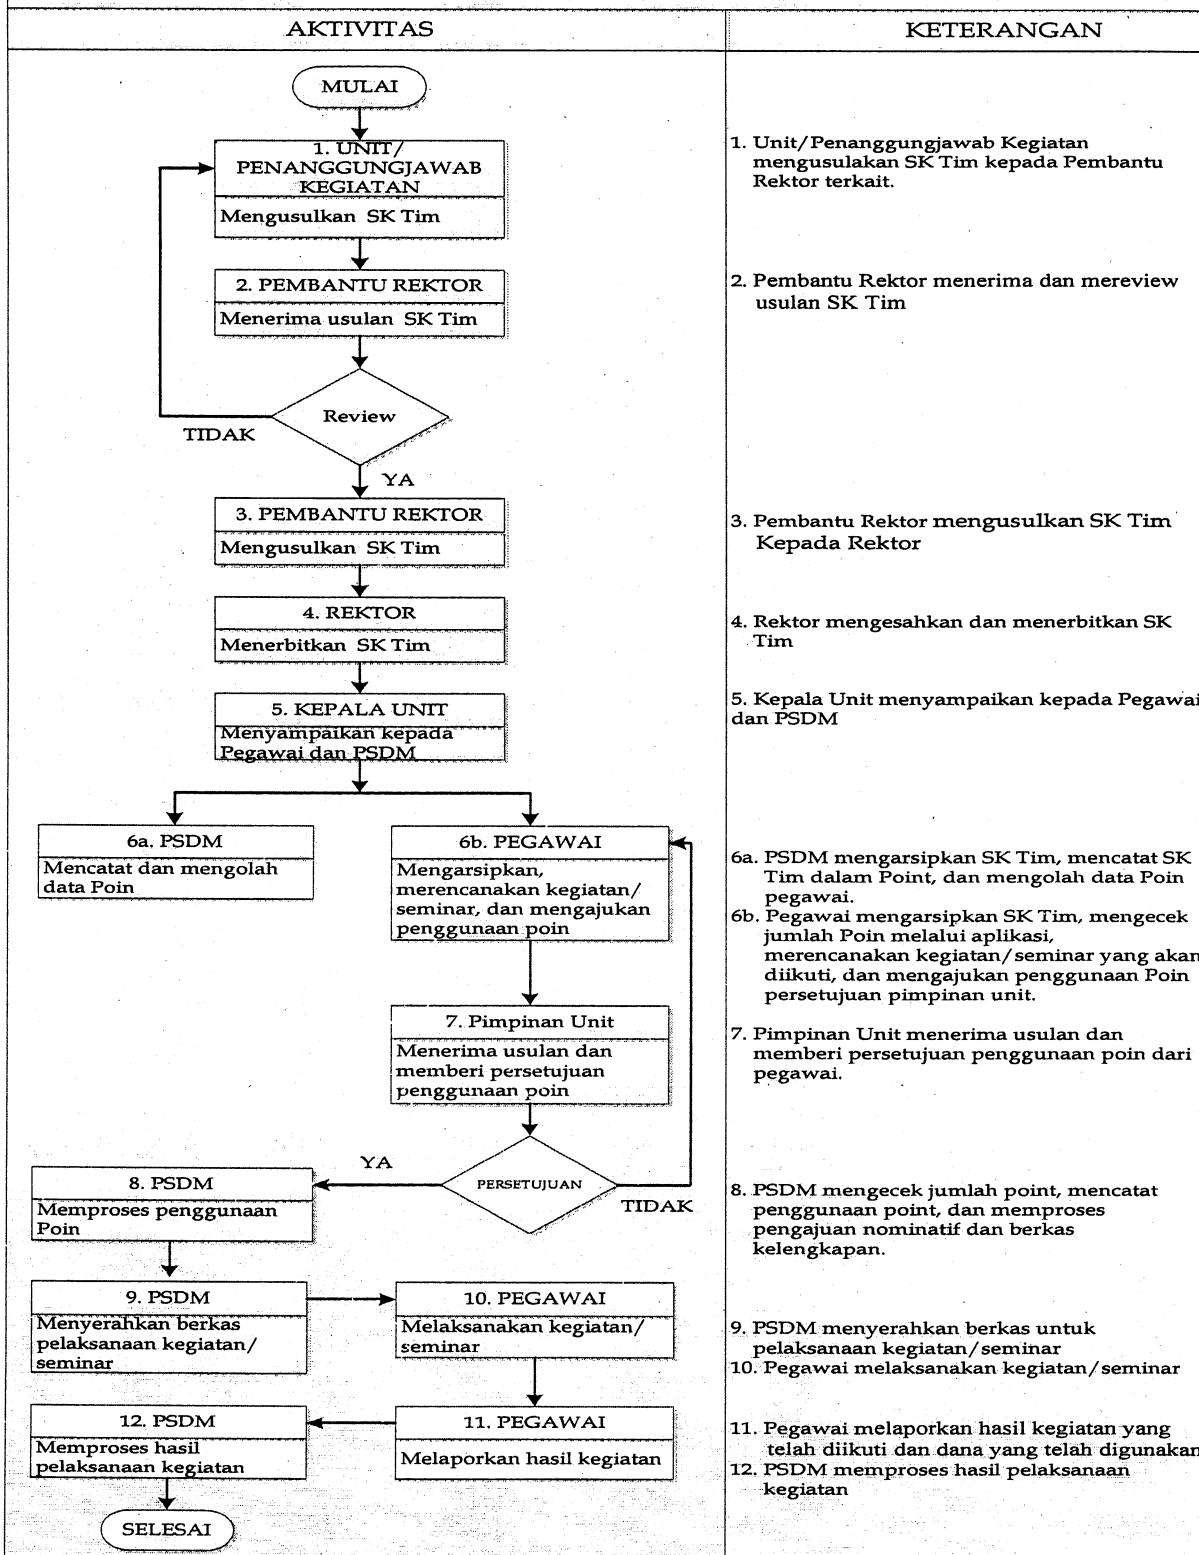 AKTIVITAS
KETERANGAN
MULAI
1. UNIT/
PENANGGUNGJAWAB
KEGIATAN
Mengusulkan SK Tim
2. PEMBANTU REKTOR
Menerima usulan SK Tim
Review
TIDAK
YA
3. PEMBANTU REKTOR
Mengusulkan SK Tim
4. REKTOR
Menerbitkan SK Tim
5. KEPALA UNIT
Menyampaikan kepada
Pegawai dan PSDM
6a. PSDM
Mencatat dan mengolah
data Poin
6b. PEGAWAI
Mengarsipkan,
merencanakan kegiatan/
seminar, dan mengajukan
penggunaan poin
7. Pimpinan Unit
Menerima usulan dan
memberi persetujuan
penggunaan poin
PERSETUJUAN
YA
TIDAK
8. PSDM
Memproses penggunaan
Poin
9. PSDM
Menyerahkan berkas
pelaksanaan kegiatan/
seminar
10. PEGAWAI
Melaksanakan kegiatan/
seminar
11. PEGAWAI
Melaporkan hasil kegiatan
12. PSDM
Memproses hasil
pelaksanaan kegiatan
SELESAI
1. Unit/Penanggungjawab Kegiatan
mengusulakan SK Tim kepada Pembantu
Rektor terkait.
2. Pembantu Rektor menerima dan mereview
usulan SK Tim
3. Pembantu Rektor mengusulkan SK Tim
Kepada Rektor
4. Rektor mengesahkan dan menerbitkan SK
Tim
5. Kepala Unit menyampaikan kepada Pegawai
dan PSDM
6a. PSDM mengarsipkan SK Tim, mencatat SK
Tim dalam Point, dan mengolah data Poin
pegawai.
6b. Pegawai mengarsipkan SK Tim, mengecek
jumlah Poin melalui aplikasi,
merencanakan kegiatan/seminar yang akan
diikuti, dan mengajukan penggunaan Poin
persetujuan pimpinan unit.
7. Pimpinan Unit menerima usulan dan
memberi persetujuan penggunaan poin dari
pegawai.
8. PSDM mengecek jumlah point, mencatat
penggunaan point, dan memproses
pengajuan nominatif dan berkas
kelengkapan.
9. PSDM menyerahkan berkas untuk
pelaksanaan kegiatan/seminar
10. Pegawai melaksanakan kegiatan/seminar
11. Pegawai melaporkan hasil kegiatan yang
telah diikuti dan dana yang telah digunakan
12. PSDM memproses hasil pelaksanaan
kegiatan